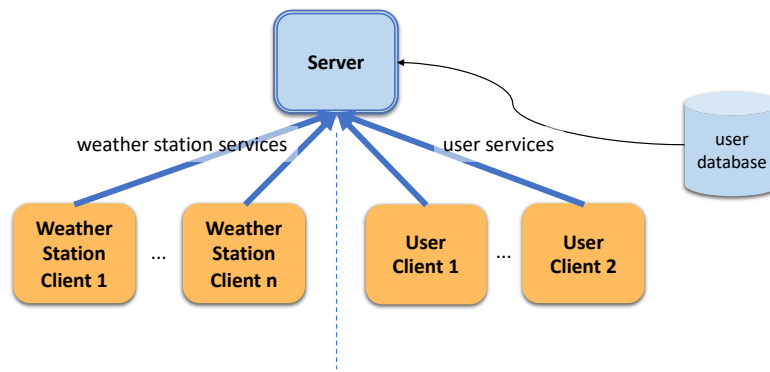 Server
weather station services
user services
user
database
Weather
Station
Client 1
...
Weather
Station
Client n
User
Client 1
...
User
Client 2